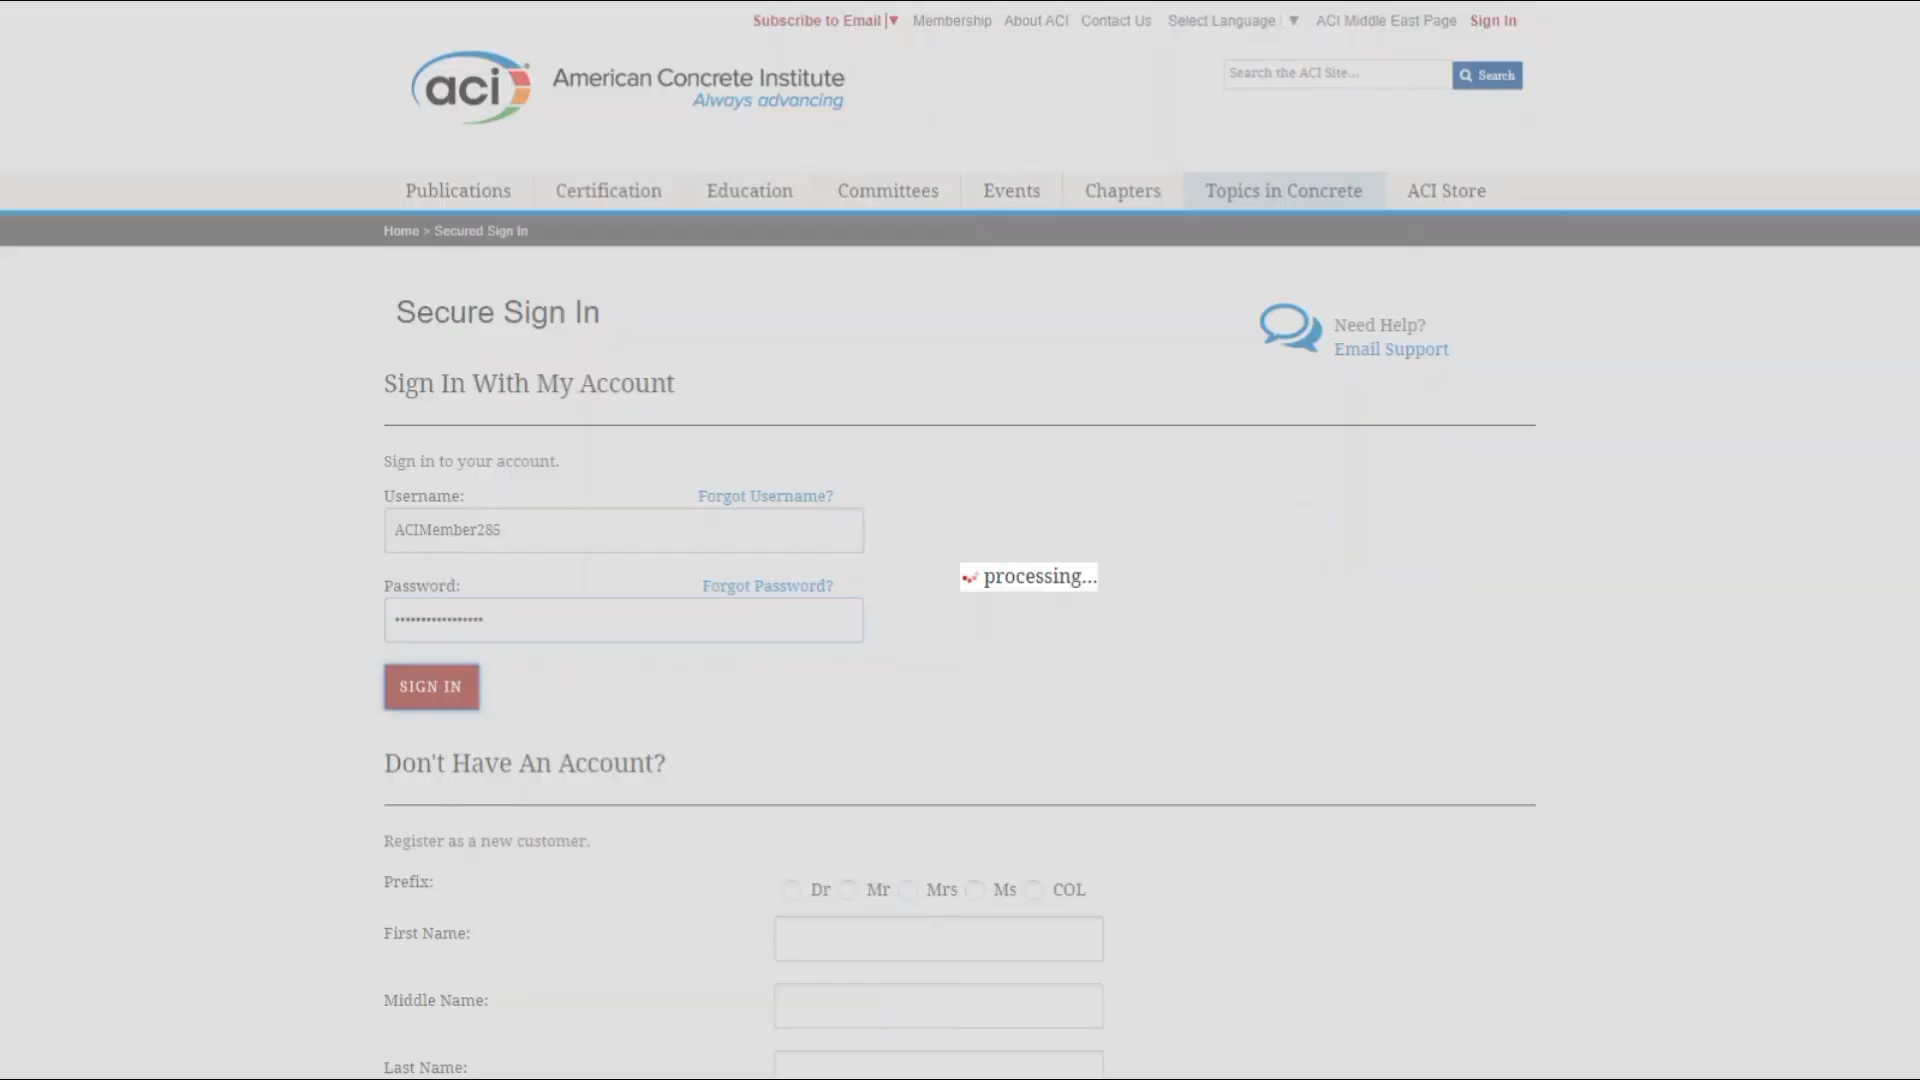 Subscribe to Email|▼ Membership About ACI Contact Us Select Language ▼ ACI Middle East Page Sign In
aci American Concrete Institute
Always advancing
Search the ACI Site... Search
Publications Certification Education Committees Events Chapters Topics in Concrete ACI Store
Home > Secured Sign In
Secure Sign In
Need Help?
Email Support
Sign In With My Account
Sign in to your account.
Username: Forgot Username?
ACIMember285
processing...
Password: Forgot Password?
•••••••••••••••••
SIGN IN
Don't Have An Account?
Register as a new customer.
Prefix: Dr Mr Mrs Ms COL
First Name:
Middle Name:
Last Name: